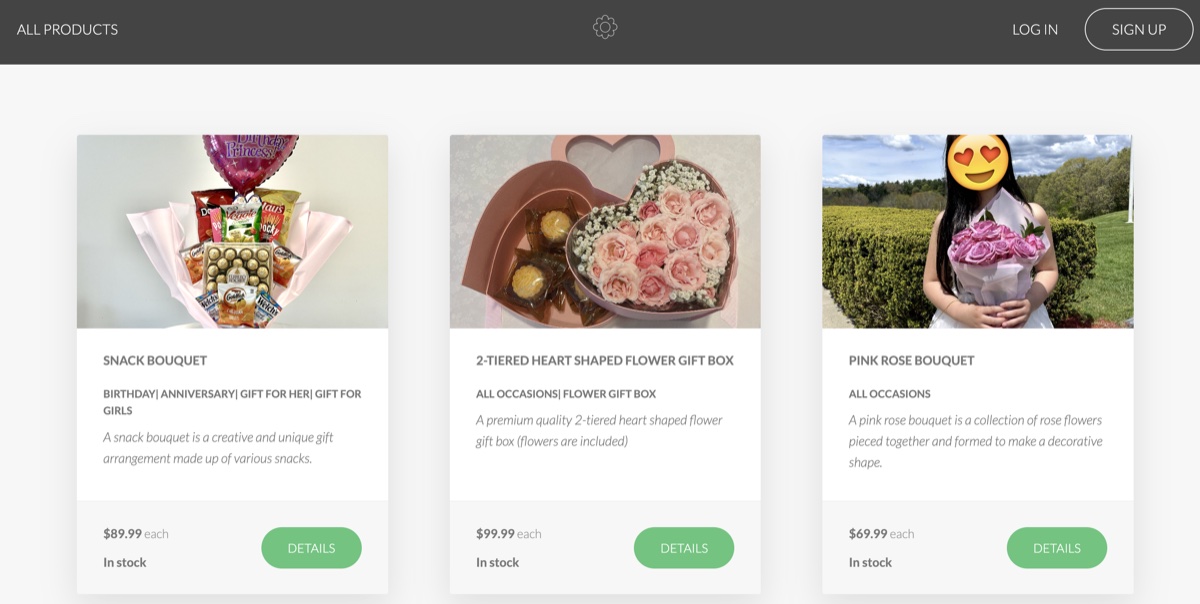 ALL PRODUCTS
LOG IN
SIGN UP
Birthday
Princess!
SNACK BOUQUET
BIRTHDAY| ANNIVERSARY| GIFT FOR HER| GIFT FOR
GIRLS
A snack bouquet is a creative and unique gift
arrangement made up of various snacks.
$89.99 each
In stock
DETAILS
2-TIERED HEART SHAPED FLOWER GIFT BOX
ALL OCCASIONS| FLOWER GIFT BOX
A premium quality 2-tiered heart shaped flower
gift box (flowers are included)
$99.99 each
In stock
DETAILS
PINK ROSE BOUQUET
ALL OCCASIONS
A pink rose bouquet is a collection of rose flowers
pieced together and formed to make a decorative
shape.
$69.99 each
In stock
DETAILS